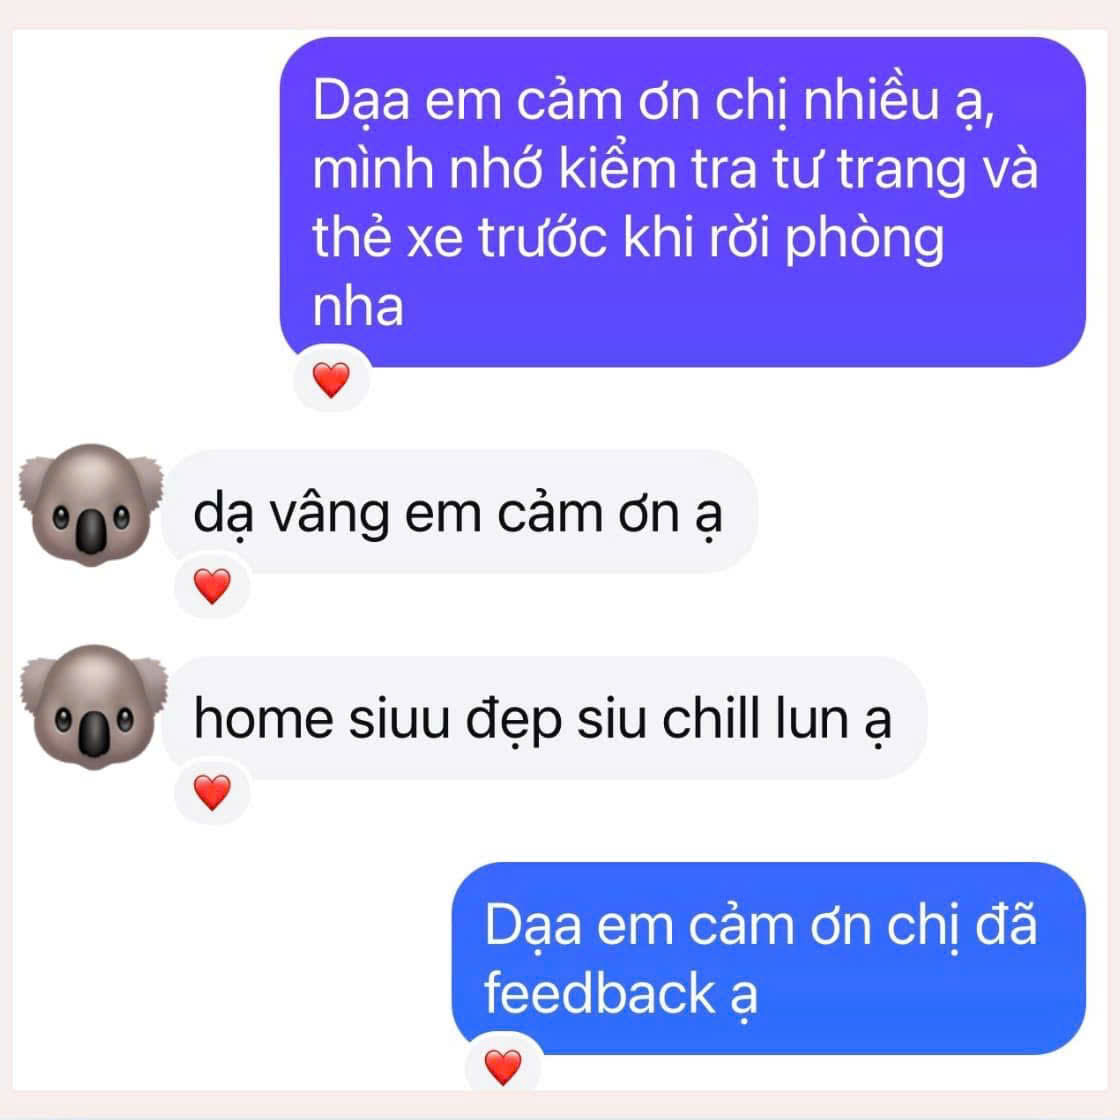 Dạa em cảm ơn chị nhiều ạ,
mình nhớ kiểm tra tư trang và
thẻ xe trước khi rời phòng
nha
dạ vâng em cảm ơn ạ
home siuu đẹp siu chill lun ạ
Dạa em cảm ơn chị đã
feedback ạ